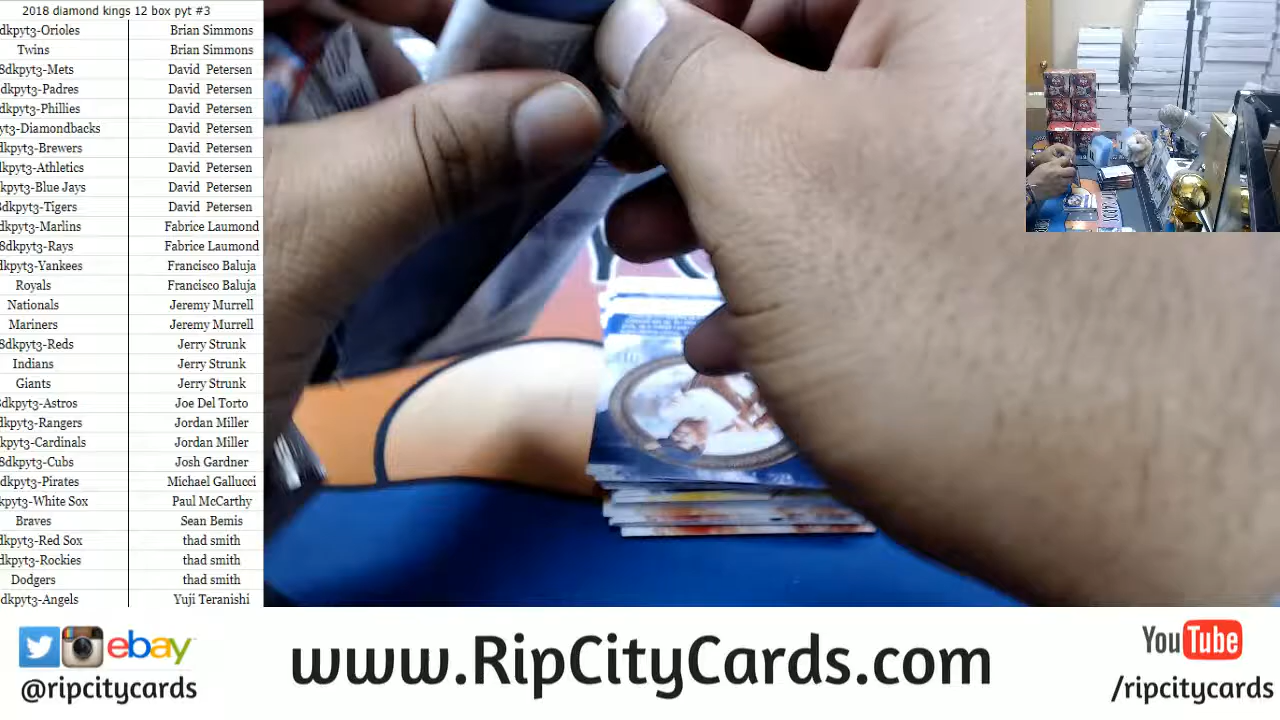 2018 diamond kings 12 box pyt #3
dkpyt3-Orioles Brian Simmons
Twins Brian Simmons
8dkpyt3-Mets David Petersen
dkpyt3-Padres David Petersen
dkpyt3-Phillies David Petersen
yt3-Diamondbacks David Petersen
dkpyt3-Brewers David Petersen
kpyt3-Athletics David Petersen
kpyt3-Blue Jays David Petersen
8dkpyt3-Tigers David Petersen
dkpyt3-Marlins Fabrice Laumond
8dkpyt3-Rays Fabrice Laumond
dkpyt3-Yankees Francisco Baluja
Royals Francisco Baluja
Nationals Jeremy Murrell
Mariners Jeremy Murrell
8dkpyt3-Reds Jerry Strunk
Indians Jerry Strunk
Giants Jerry Strunk
8dkpyt3-Astros Joe Del Torto
dkpyt3-Rangers Jordan Miller
kpyt3-Cardinals Jordan Miller
8dkpyt3-Cubs Josh Gardner
dkpyt3-Pirates Michael Gallucci
kpyt3-White Sox Paul McCarthy
Braves Sean Bemis
dkpyt3-Red Sox thad smith
dkpyt3-Rockies thad smith
Dodgers thad smith
dkpyt3-Angels Yuji Teranishi
ebay
@ripcitycards
www.RipCityCards.com
YouTube
/ripcitycards